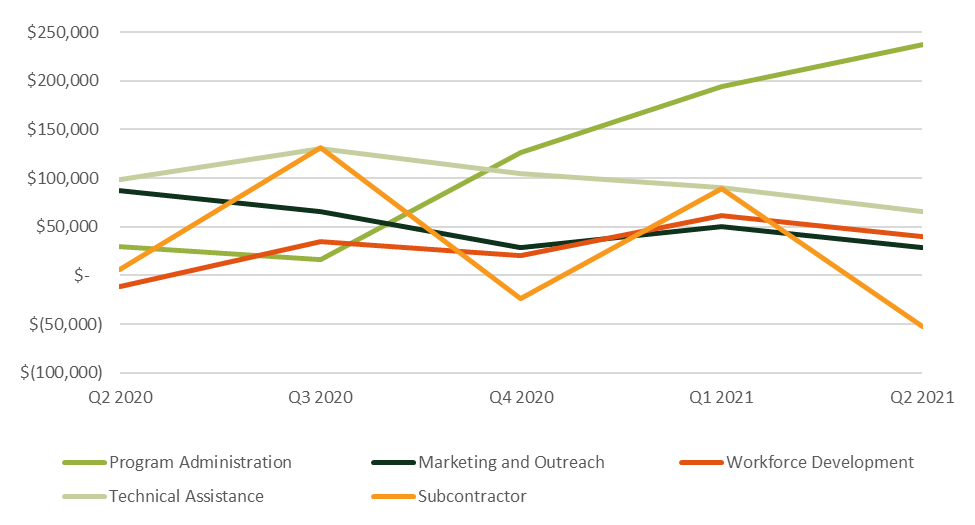 $250,000
$200,000
$150,000
$100,000
$50,000
$-
$(50,000)
$(100,000)
Q2 2020 Q3 2020 Q4 2020 Q1 2021 Q2 2021
Program Administration Marketing and Outreach Workforce Development
Technical Assistance Subcontractor